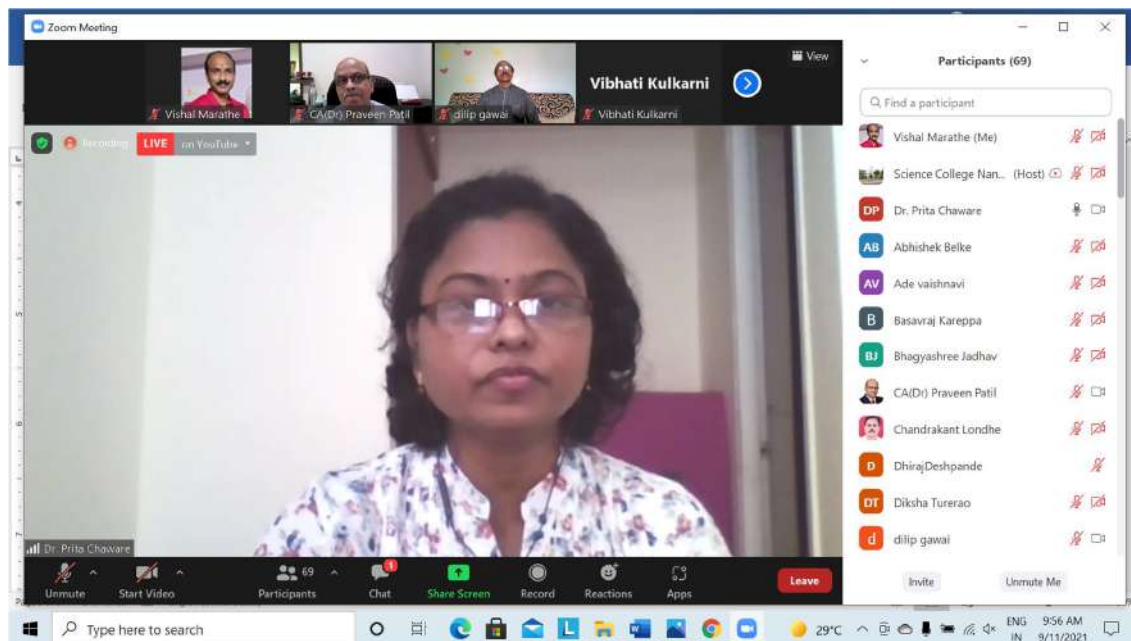 Zoom Meeting
Vishal Marathe
CA(Dr) Praveen Patil
dilip gawai
Vibhati Kulkarni
Vibhati Kulkarni
View
Recording
LIVE on YouTube
Dr. Prita Chaware
Participants (69)
Find a participant
Vishal Marathe (Me)
Science College Nan... (Host)
DP Dr. Prita Chaware
AB Abhishek Belke
AV Ade vaishnavi
B Basavraj Kareppa
BJ Bhagyashree Jadhav
CA(Dr) Praveen Patil
Chandrakant Londhe
D DhirajDeshpande
DT Diksha Turerao
d dilip gawai
Invite Unmute Me
Unmute
Start Video
69
Participants
1
Chat
Share Screen
Record
Reactions
Apps
Leave
Type here to search
29°C
ENG
IN
9:56 AM
9/11/2021